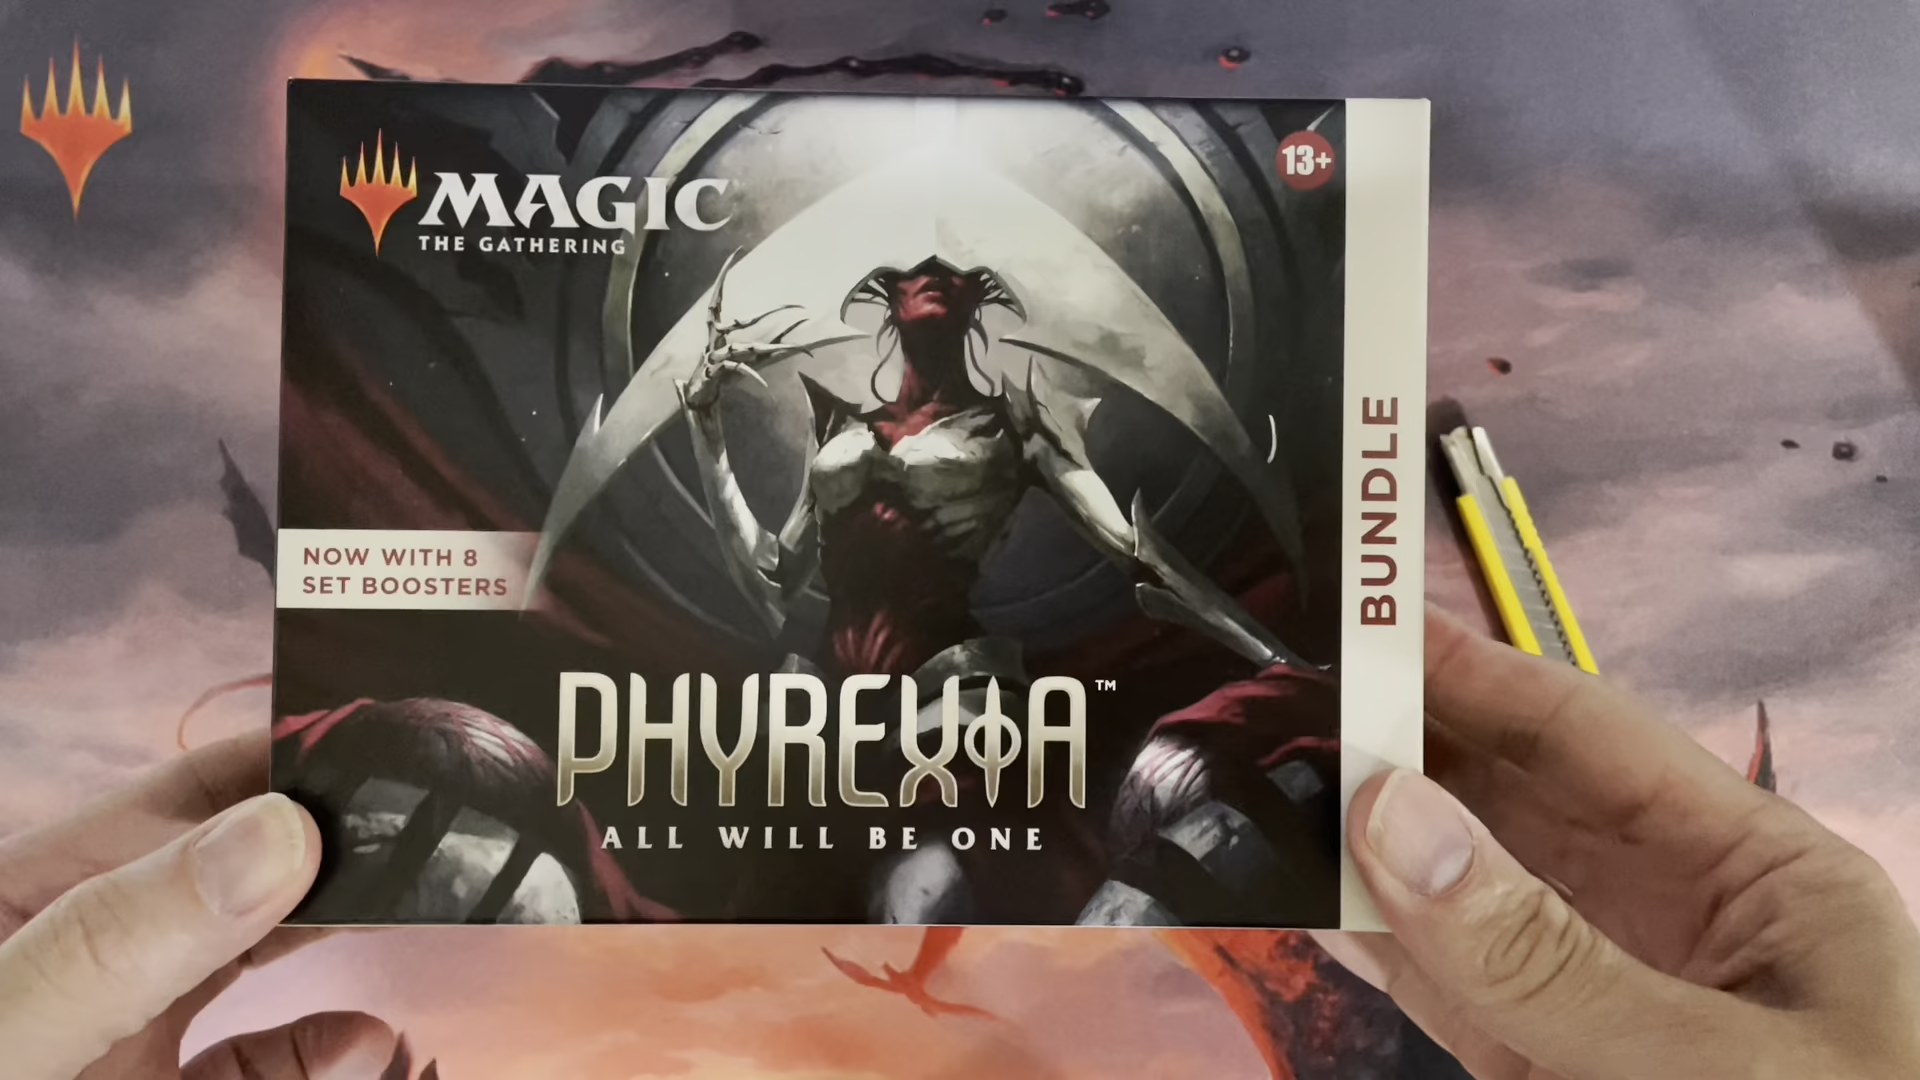 MAGIC
THE GATHERING
13+
NOW WITH 8
SET BOOSTERS
PHYREXIA™
ALL WILL BE ONE
BUNDLE